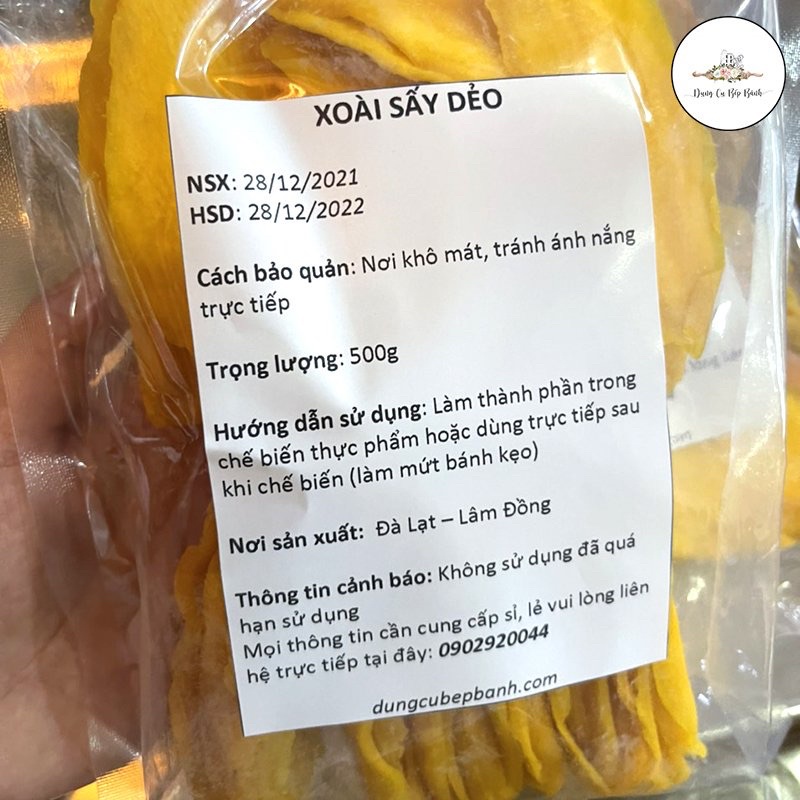 Dụng Cụ Bếp Bánh
XOÀI SẤY DẺO
NSX: 28/12/2021
HSD: 28/12/2022
Cách bảo quản: Nơi khô mát, tránh ánh nắng
trực tiếp
Trọng lượng: 500g
Hướng dẫn sử dụng: Làm thành phần trong
chế biến thực phẩm hoặc dùng trực tiếp sau
khi chế biến (làm mứt bánh kẹo)
Nơi sản xuất: Đà Lạt – Lâm Đồng
Thông tin cảnh báo: Không sử dụng đã quá
hạn sử dụng
Mọi thông tin cần cung cấp sỉ, lẻ vui lòng liên
hệ trực tiếp tại đây: 0902920044
dungcubepbanh.com